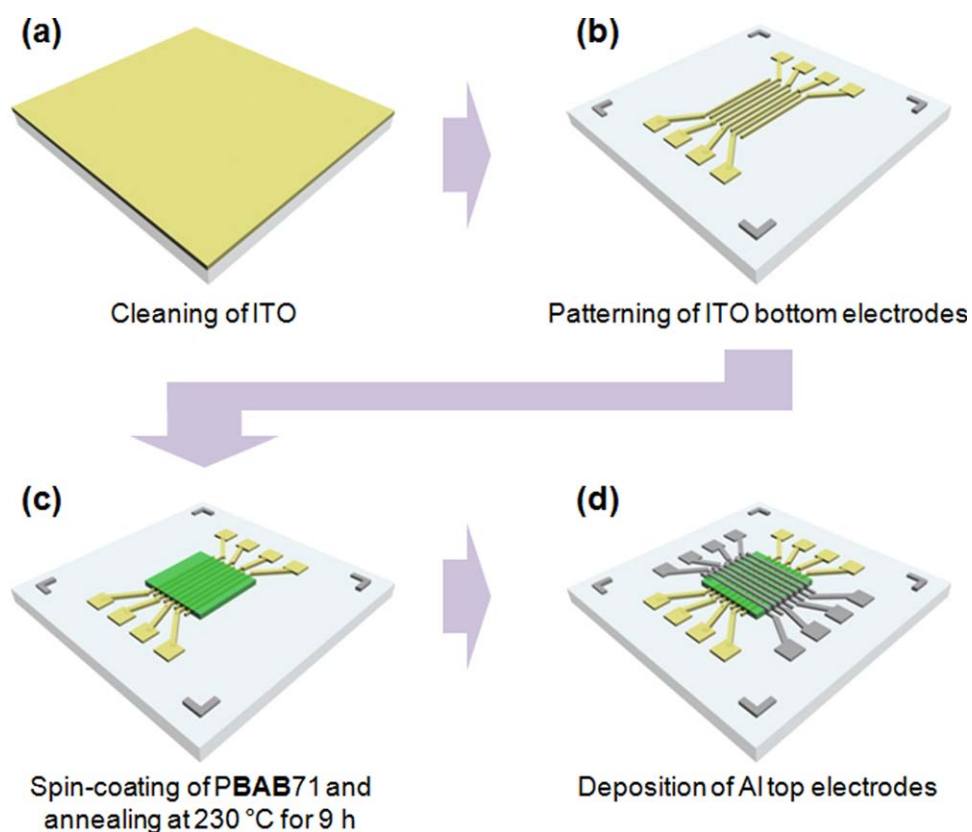 (a)
Cleaning of ITO
(b)
Patterning of ITO bottom electrodes
(c)
Spin-coating of PBAB71 and
annealing at 230 °C for 9 h
(d)
Deposition of Al top electrodes